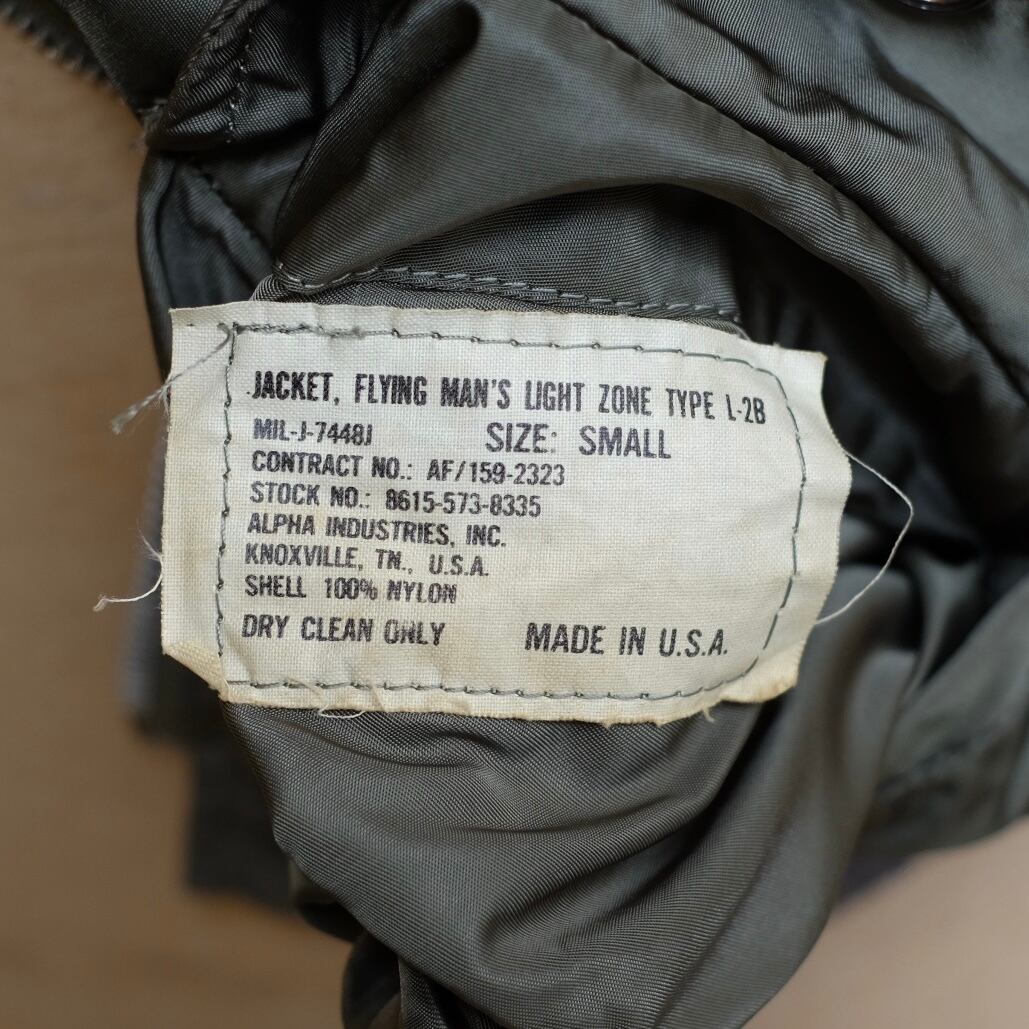 JACKET, FLYING MAN'S LIGHT ZONE TYPE L-2B
MIL-J-7448J SIZE: SMALL
CONTRACT NO.: AF/159-2323
STOCK NO.: 8615-573-8335
ALPHA INDUSTRIES, INC.
KNOXVILLE, TN., U.S.A.
SHELL 100% NYLON
DRY CLEAN ONLY MADE IN U.S.A.